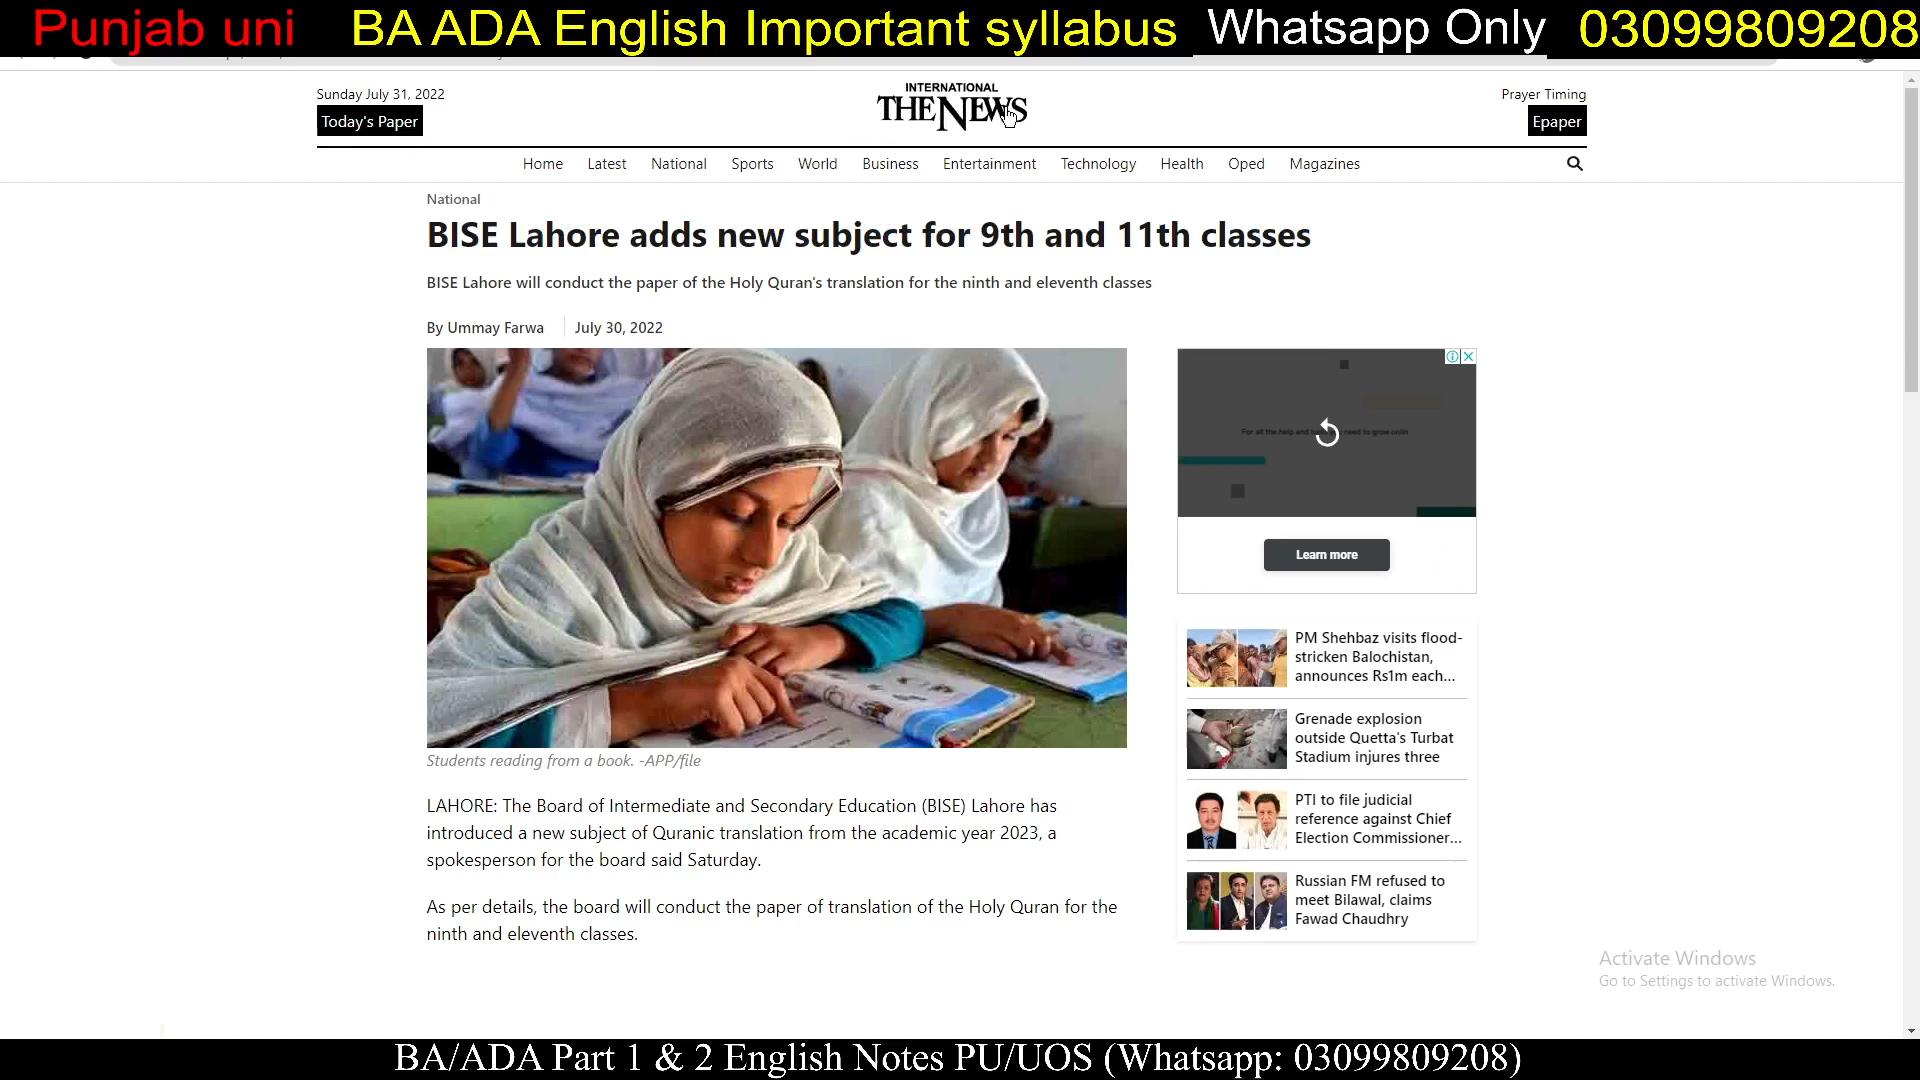 Punjab uni BA ADA English Important syllabus Whatsapp Only 03099809208
Sunday July 31, 2022
Today's Paper
INTERNATIONAL
THE NEWS
Prayer Timing
Epaper
Home Latest National Sports World Business Entertainment Technology Health Oped Magazines
National
BISE Lahore adds new subject for 9th and 11th classes
BISE Lahore will conduct the paper of the Holy Quran's translation for the ninth and eleventh classes
By Ummay Farwa July 30, 2022
Students reading from a book. -APP/file
LAHORE: The Board of Intermediate and Secondary Education (BISE) Lahore has
introduced a new subject of Quranic translation from the academic year 2023, a
spokesperson for the board said Saturday.
As per details, the board will conduct the paper of translation of the Holy Quran for the
ninth and eleventh classes.
For all the help and need to grow onlin
Learn more
PM Shehbaz visits flood-
stricken Balochistan,
announces Rs1m each...
Grenade explosion
outside Quetta's Turbat
Stadium injures three
PTI to file judicial
reference against Chief
Election Commissioner...
Russian FM refused to
meet Bilawal, claims
Fawad Chaudhry
Activate Windows
Go to Settings to activate Windows.
BA/ADA Part 1 & 2 English Notes PU/UOS (Whatsapp: 03099809208)